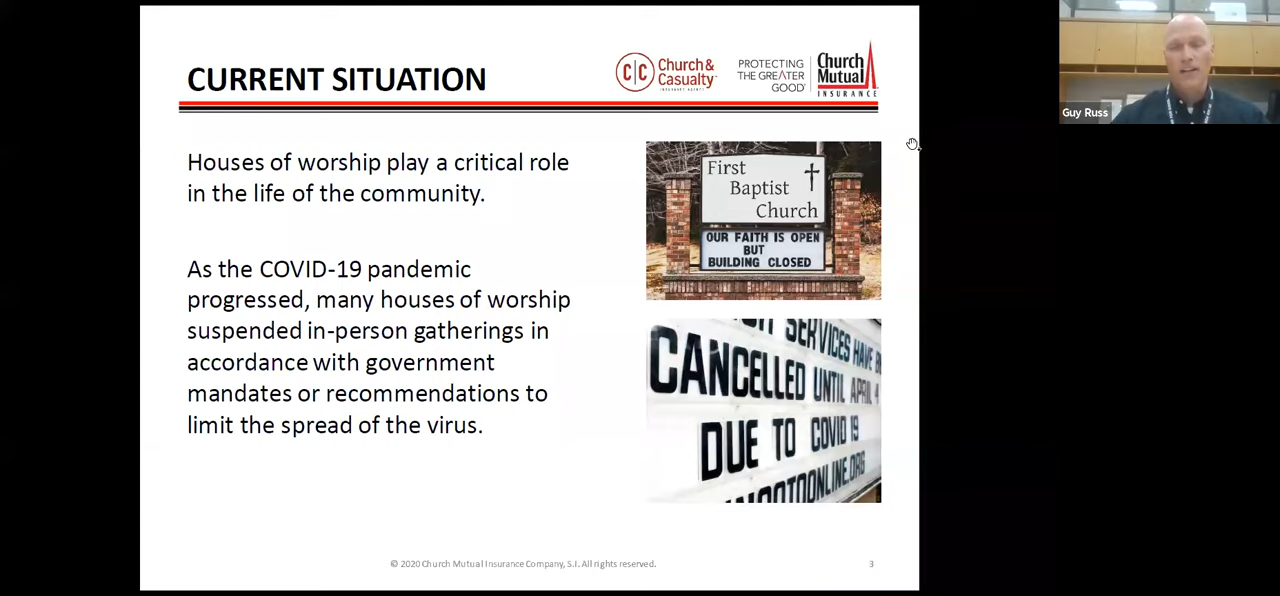 CURRENT SITUATION
C|C Church &
Casualty
INSURANCE AGENCY
PROTECTING
THE GREATER
GOOD
Church
Mutual
INSURANCE
Guy Russ
Houses of worship play a critical role
in the life of the community.
As the COVID-19 pandemic
progressed, many houses of worship
suspended in-person gatherings in
accordance with government
mandates or recommendations to
limit the spread of the virus.
First
Baptist
Church
OUR FAITH IS OPEN
BUT
BUILDING CLOSED
SERVICES HAVE
CANCELLED UNTIL APRIL 4
DUE TO COVID 19
© 2020 Church Mutual Insurance Company, S.I. All rights reserved.
3